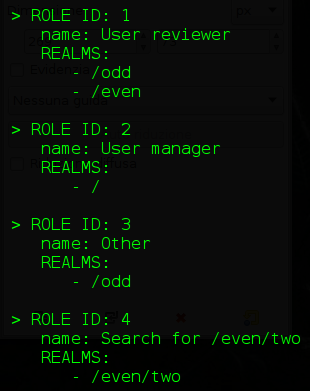 > ROLE ID: 1
name: User reviewer
REALMS:
- /odd
- /even
> ROLE ID: 2
name: User manager
REALMS:
- /
> ROLE ID: 3
name: Other
REALMS:
- /odd
> ROLE ID: 4
name: Search for /even/two
REALMS:
- /even/two